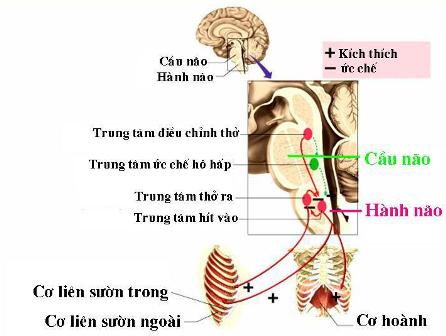 Cầu não
Hành não
+ Kích thích
− ức chế
Trung tâm điều chỉnh thở
Trung tâm ức chế hô hấp
Cầu não
Trung tâm thở ra
Trung tâm hít vào
Hành não
Cơ liên sườn trong
Cơ liên sườn ngoài
Cơ hoành